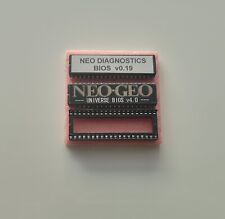 NEO DIAGNOSTICS
BIOS v0.19
NEO·GEO
UNIVERSE BIOS v4.0